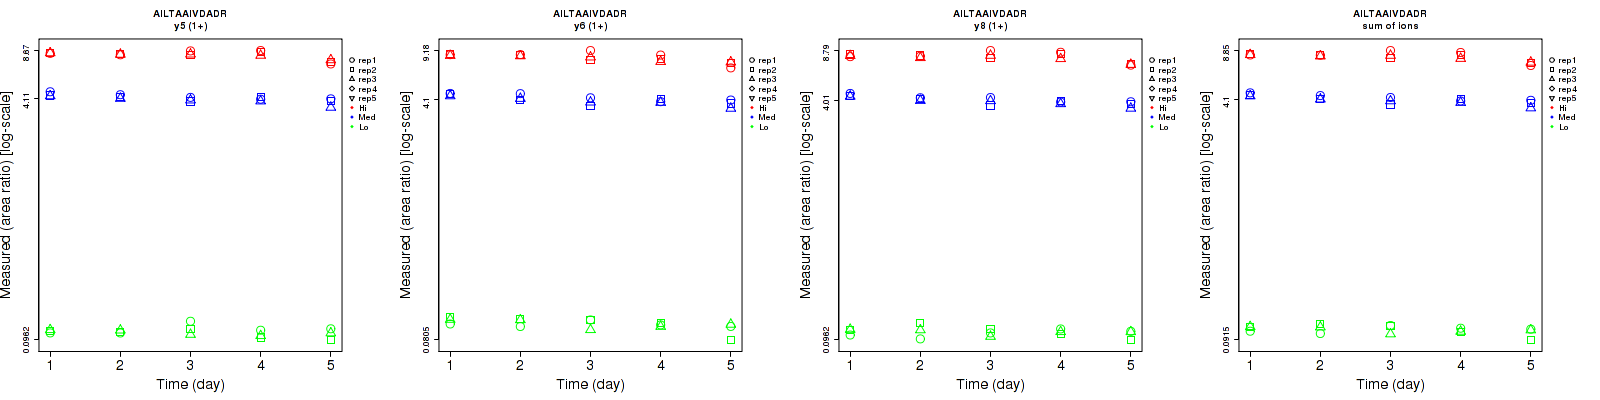 AILTAAIVDADR
y5 (1+)
Measured (area ratio) [log-scale]
8.67
4.11
0.0962
1 2 3 4 5
Time (day)
rep1
rep2
rep3
rep4
rep5
Hi
Med
Lo
AILTAAIVDADR
y6 (1+)
Measured (area ratio) [log-scale]
9.18
4.1
0.0805
1 2 3 4 5
Time (day)
rep1
rep2
rep3
rep4
rep5
Hi
Med
Lo
AILTAAIVDADR
y8 (1+)
Measured (area ratio) [log-scale]
8.79
4.01
0.0962
1 2 3 4 5
Time (day)
rep1
rep2
rep3
rep4
rep5
Hi
Med
Lo
AILTAAIVDADR
sum of ions
Measured (area ratio) [log-scale]
8.85
4.1
0.0915
1 2 3 4 5
Time (day)
rep1
rep2
rep3
rep4
rep5
Hi
Med
Lo